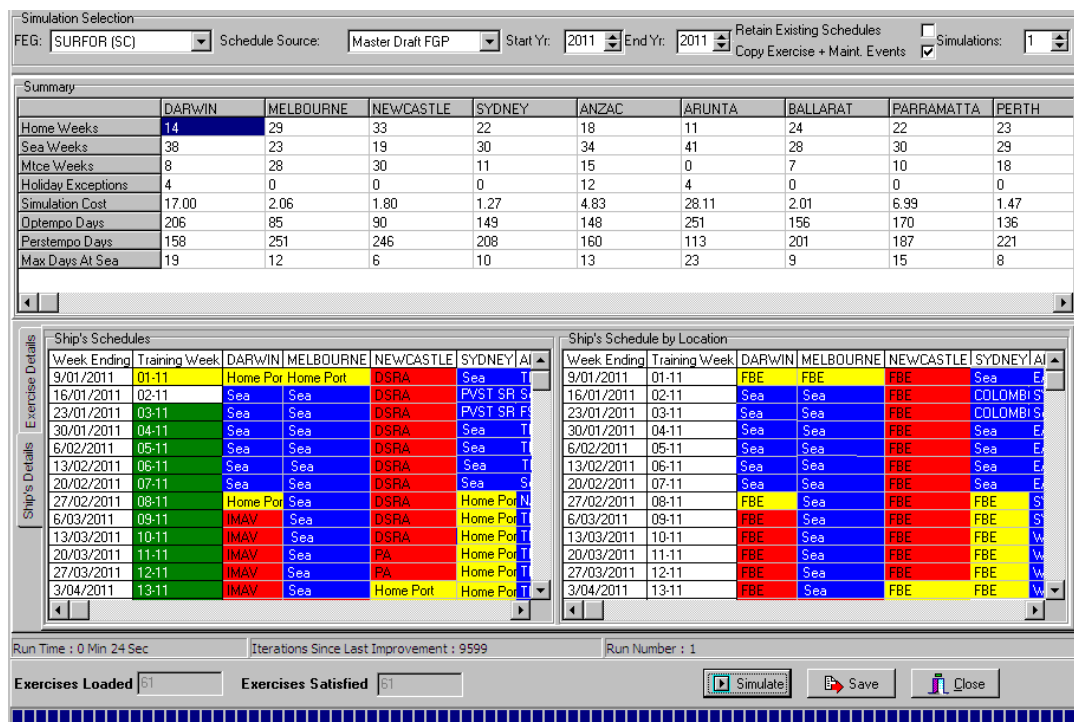 Simulation Selection
FEG: SURFOR (SC) Schedule Source: Master Draft FGP Start Yr: 2011 End Yr: 2011 Retain Existing Schedules Simulations: 1
Copy Exercise + Maint. Events
Summary
DARWIN MELBOURNE NEWCASTLE SYDNEY ANZAC ARUNTA BALLARAT PARRAMATTA PERTH
Home Weeks 14 29 33 22 18 11 24 22 23
Sea Weeks 38 23 19 30 34 41 28 30 29
Mtce Weeks 8 28 30 11 15 0 7 10 18
Holiday Exceptions 4 0 0 0 12 4 0 0 0
Simulation Cost 17.00 2.06 1.80 1.27 4.83 28.11 2.01 6.99 1.47
Optempo Days 206 85 90 149 148 251 156 170 136
Perstempo Days 158 251 246 208 160 113 201 187 221
Max Days At Sea 19 12 6 10 13 23 9 15 8
Exercise Details
Ship's Details
Ship's Schedules
Week Ending Training Week DARWIN MELBOURNE NEWCASTLE SYDNEY
9/01/2011 01-11 Home Por Home Port DSRA Sea
16/01/2011 02-11 Sea Sea DSRA PVST SR
23/01/2011 03-11 Sea Sea DSRA PVST SR
30/01/2011 04-11 Sea Sea DSRA Sea
6/02/2011 05-11 Sea Sea DSRA Sea
13/02/2011 06-11 Sea Sea DSRA Sea
20/02/2011 07-11 Sea Sea DSRA Sea
27/02/2011 08-11 Home Por Sea DSRA Home Por
6/03/2011 09-11 IMAV Sea DSRA Home Por
13/03/2011 10-11 IMAV Sea DSRA Home Por
20/03/2011 11-11 IMAV Sea PA Home Por
27/03/2011 12-11 IMAV Sea PA Home Por
3/04/2011 13-11 IMAV Sea Home Port Home Por
Ship's Schedule by Location
Week Ending Training Week DARWIN MELBOURNE NEWCASTLE SYDNEY
9/01/2011 01-11 FBE FBE FBE Sea
16/01/2011 02-11 Sea Sea FBE COLOMBI
23/01/2011 03-11 Sea Sea FBE COLOMBI
30/01/2011 04-11 Sea Sea FBE Sea
6/02/2011 05-11 Sea Sea FBE Sea
13/02/2011 06-11 Sea Sea FBE Sea
20/02/2011 07-11 Sea Sea FBE Sea
27/02/2011 08-11 FBE Sea FBE FBE
6/03/2011 09-11 FBE Sea FBE FBE
13/03/2011 10-11 FBE Sea FBE FBE
20/03/2011 11-11 FBE Sea FBE FBE
27/03/2011 12-11 FBE Sea FBE FBE
3/04/2011 13-11 FBE Sea FBE FBE
Run Time : 0 Min 24 Sec Iterations Since Last Improvement : 9599 Run Number : 1
Exercises Loaded 61 Exercises Satisfied 61 Simulate Save Close